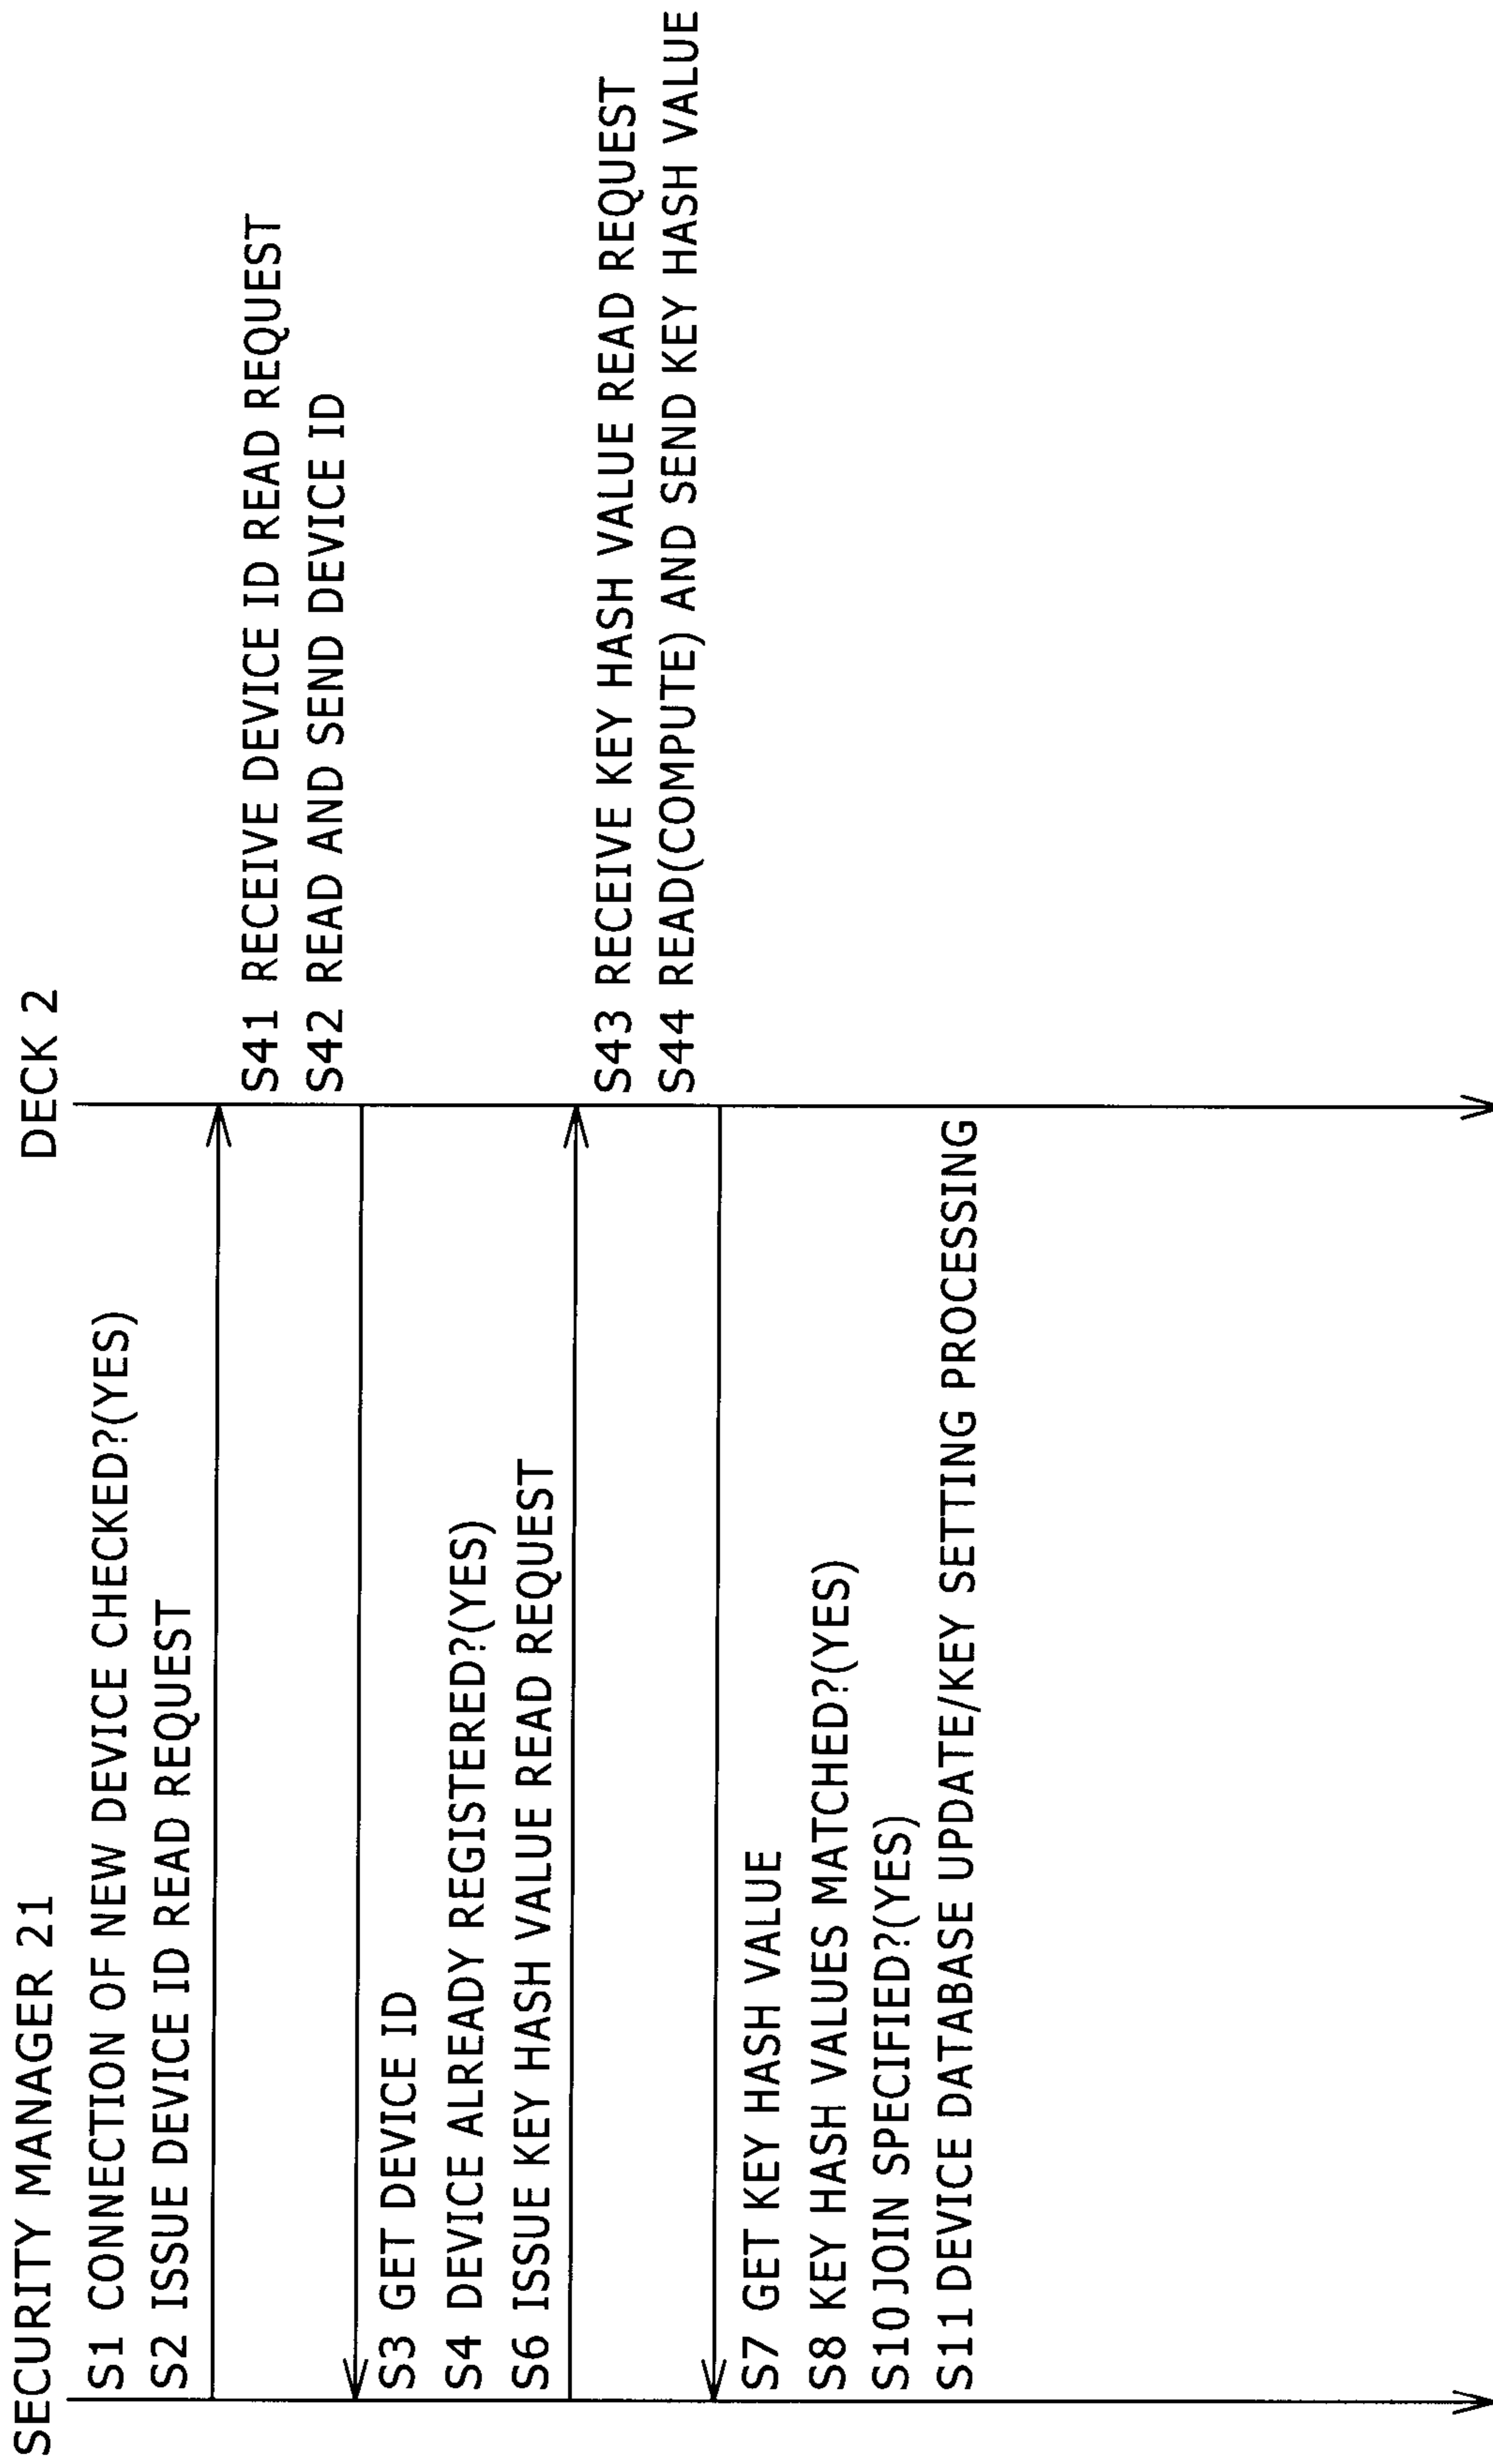 SECURITY MANAGER 21
DECK 2
S1 CONNECTION OF NEW DEVICE CHECKED?(YES)
S2 ISSUE DEVICE ID READ REQUEST
S41 RECEIVE DEVICE ID READ REQUEST
S42 READ AND SEND DEVICE ID
S3 GET DEVICE ID
S4 DEVICE ALREADY REGISTERED?(YES)
S6 ISSUE KEY HASH VALUE READ REQUEST
S43 RECEIVE KEY HASH VALUE READ REQUEST
S44 READ(COMPUTE) AND SEND KEY HASH VALUE
S7 GET KEY HASH VALUE
S8 KEY HASH VALUES MATCHED?(YES)
S10 JOIN SPECIFIED?(YES)
S11 DEVICE DATABASE UPDATE/KEY SETTING PROCESSING